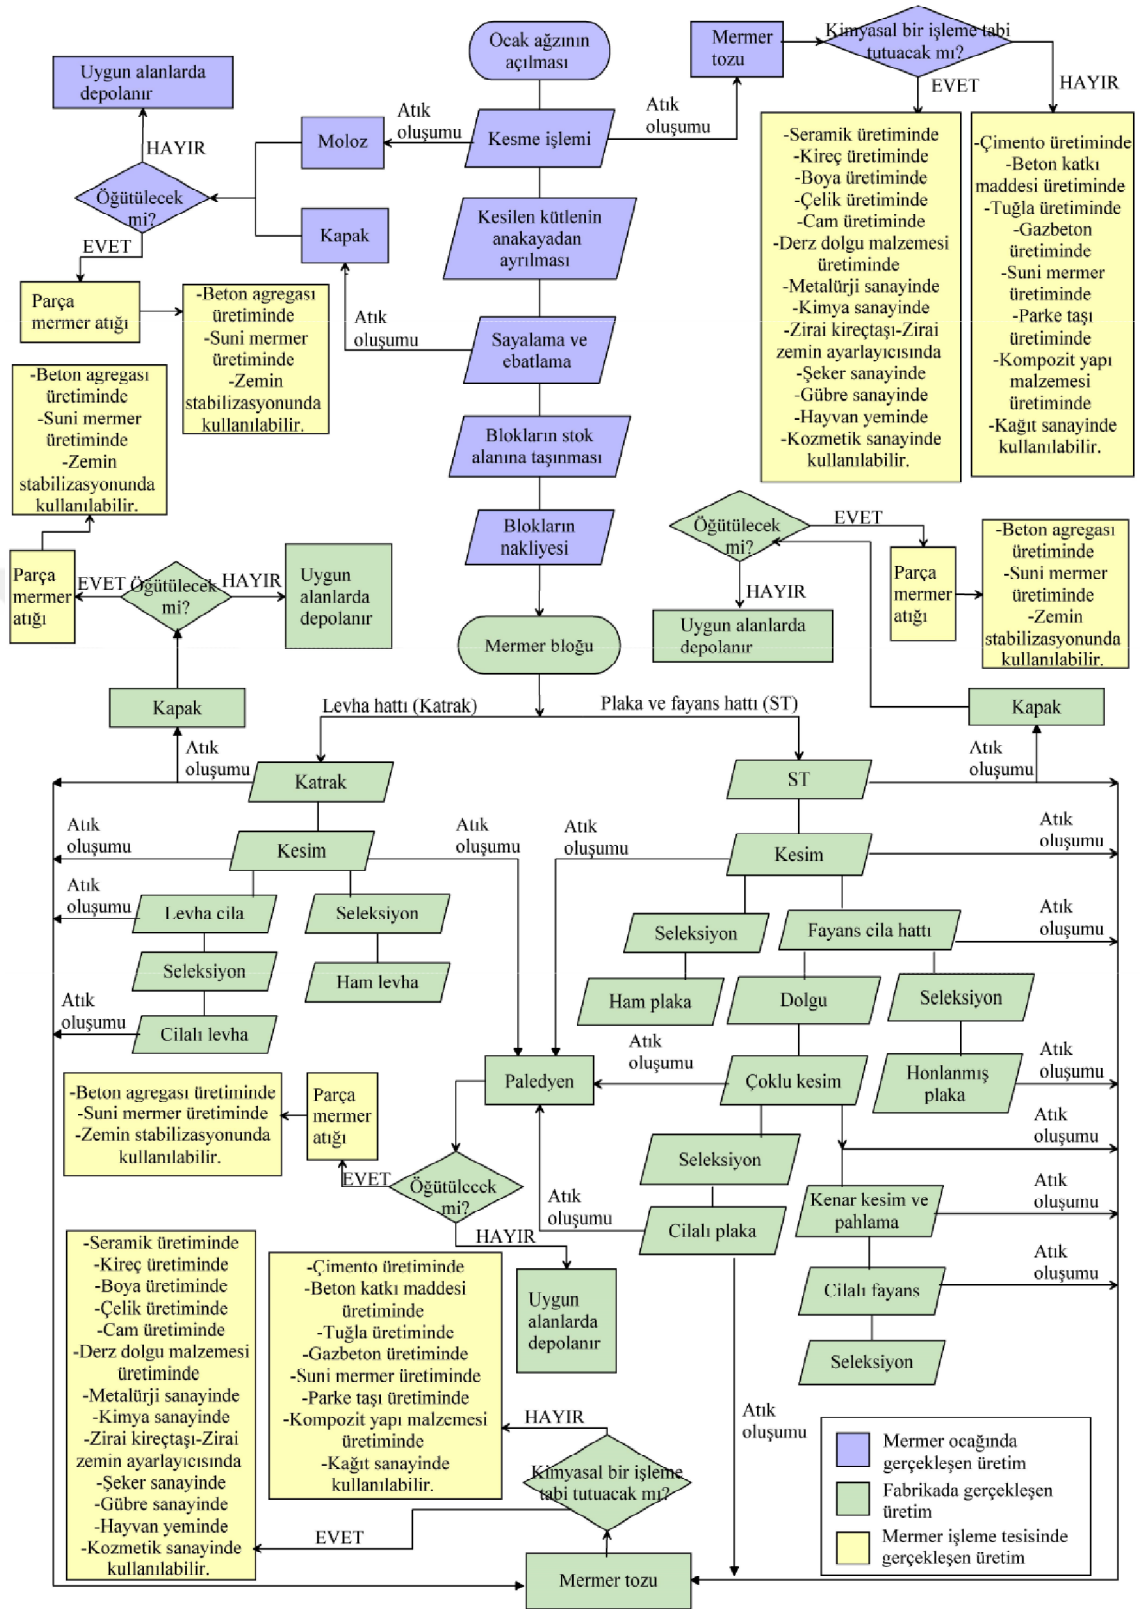 Ocak ağzının
açılması
Mermer
tozu
Kimyasal bir işleme tabi
tutuacak mı?
EVET
HAYIR
Uygun alanlarda
depolanır
HAYIR
Öğütülecek
mi?
EVET
Moloz
Kapak
Atık
oluşumu
Kesme işlemi
Atık
oluşumu
Kesilen kütlenin
anakayadan
ayrılması
Atık
oluşumu
Sayalama ve
ebatlama
Blokların stok
alanına taşınması
Blokların
nakliyesi
-Seramik üretiminde
-Kireç üretiminde
-Boya üretiminde
-Çelik üretiminde
-Cam üretiminde
-Derz dolgu malzemesi
üretiminde
-Metalürji sanayinde
-Kimya sanayinde
-Zirai kireçtaşı-Zirai
zemin ayarlayıcısında
-Şeker sanayinde
-Gübre sanayinde
-Hayvan yeminde
-Kozmetik sanayinde
kullanılabilir.
-Çimento üretiminde
-Beton katkı
maddesi üretiminde
-Tuğla üretiminde
-Gazbeton
üretiminde
-Suni mermer
üretiminde
-Parke taşı
üretiminde
-Kompozit yapı
malzemesi
üretiminde
-Kağıt sanayinde
kullanılabilir.
Parça
mermer atığı
-Beton agregası
üretiminde
-Suni mermer
üretiminde
-Zemin
stabilizasyonunda
kullanılabilir.
-Beton agregası
üretiminde
-Suni mermer
üretiminde
-Zemin
stabilizasyonunda
kullanılabilir.
Parça
mermer
atığı
EVET
Öğütülecek
mi?
HAYIR
Uygun
alanlarda
depolanır
Kapak
Mermer bloğu
Öğütülecek
mi?
EVET
HAYIR
Uygun alanlarda
depolanır
Parça
mermer
atığı
-Beton agregası
üretiminde
-Suni mermer
üretiminde
-Zemin
stabilizasyonunda
kullanılabilir.
Kapak
Levha hattı (Katrak)
Plaka ve fayans hattı (ST)
Atık
oluşumu
Katrak
ST
Atık
oluşumu
Atık
oluşumu
Kesim
Atık
oluşumu
Atık
oluşumu
Kesim
Atık
oluşumu
Atık
oluşumu
Levha cila
Seleksiyon
Seleksiyon
Ham levha
Atık
oluşumu
Cilalı levha
Seleksiyon
Fayans cila hattı
Atık
oluşumu
Ham plaka
Dolgu
Seleksiyon
Paledyen
Atık
oluşumu
Çoklu kesim
Honlanmış
plaka
Atık
oluşumu
Atık
oluşumu
-Beton agregası üretiminde
-Suni mermer üretiminde
-Zemin stabilizasyonunda
kullanılabilir.
Parça
mermer
atığı
EVET
Öğütülecek
mi?
HAYIR
Uygun
alanlarda
depolanır
Seleksiyon
Atık
oluşumu
Cilalı plaka
Kenar kesim ve
pahlama
Atık
oluşumu
Cilalı fayans
Atık
oluşumu
Seleksiyon
-Seramik üretiminde
-Kireç üretiminde
-Boya üretiminde
-Çelik üretiminde
-Cam üretiminde
-Derz dolgu malzemesi
üretiminde
-Metalürji sanayinde
-Kimya sanayinde
-Zirai kireçtaşı-Zirai
zemin ayarlayıcısında
-Şeker sanayinde
-Gübre sanayinde
-Hayvan yeminde
-Kozmetik sanayinde
kullanılabilir.
-Çimento üretiminde
-Beton katkı maddesi
üretiminde
-Tuğla üretiminde
-Gazbeton üretiminde
-Suni mermer üretiminde
-Parke taşı üretiminde
-Kompozit yapı malzemesi
üretiminde
-Kağıt sanayinde
kullanılabilir.
HAYIR
Kimyasal bir işleme
tabi tutuacak mı?
EVET
Mermer tozu
Atık
oluşumu
Mermer ocağında
gerçekleşen üretim
Fabrikada gerçekleşen
üretim
Mermer işleme tesisinde
gerçekleşen üretim